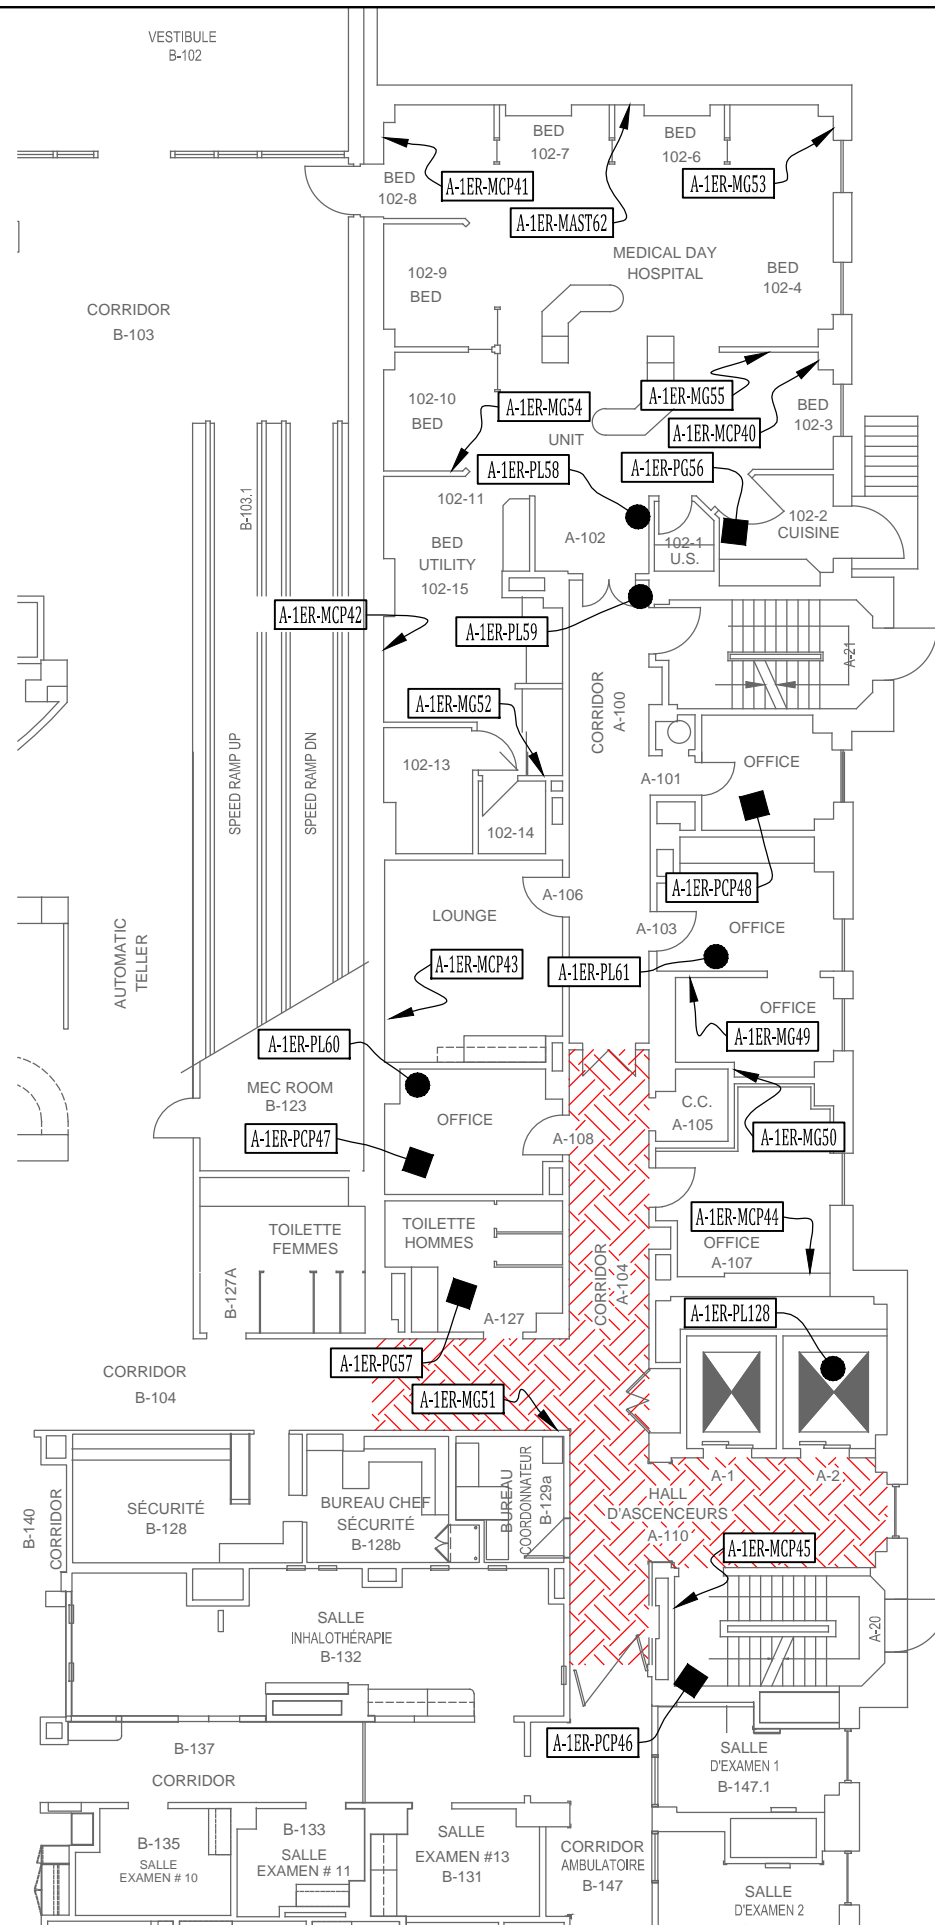 VESTIBULE
B-102
BED
102-7
BED
102-6
BED
102-8
A-1ER-MCP41
A-1ER-MG53
A-1ER-MAST62
MEDICAL DAY
HOSPITAL
102-9
BED
BED
102-4
CORRIDOR
B-103
102-10
BED
A-1ER-MG54
A-1ER-MG55
BED
102-3
UNIT
A-1ER-MCP40
A-1ER-PL58
A-1ER-PG56
102-11
B-103.1
102-2
CUISINE
A-102
102-1
U.S.
BED
UTILITY
102-15
A-1ER-MCP42
A-1ER-PL59
A-21
A-1ER-MG52
CORRIDOR
A-100
SPEED RAMP UP
SPEED RAMP DN
102-13
OFFICE
A-101
102-14
A-1ER-PCP48
A-106
LOUNGE
A-103
OFFICE
AUTOMATIC
TELLER
A-1ER-MCP43
A-1ER-PL61
OFFICE
A-1ER-MG49
A-1ER-PL60
MEC ROOM
B-123
C.C.
A-105
OFFICE
A-108
A-1ER-PCP47
A-1ER-MG50
TOILETTE
FEMMES
TOILETTE
HOMMES
A-1ER-MCP44
OFFICE
A-107
B-127A
CORRIDOR
A-104
A-127
A-1ER-PL128
A-1ER-PG57
CORRIDOR
B-104
A-1ER-MG51
A-1
A-2
HALL
D'ASCENCEURS
A-110
SÉCURITÉ
B-128
BUREAU CHEF
SÉCURITÉ
B-128b
BUREAU
COORDONNATEUR
B-129a
B-140
CORRIDOR
A-1ER-MCP45
SALLE
INHALOTHÉRAPIE
B-132
A-20
A-1ER-PCP46
B-137
CORRIDOR
SALLE
D'EXAMEN 1
B-147.1
B-135
SALLE
EXAMEN # 10
B-133
SALLE
EXAMEN # 11
SALLE
EXAMEN #13
B-131
CORRIDOR
AMBULATOIRE
B-147
SALLE
D'EXAMEN 2